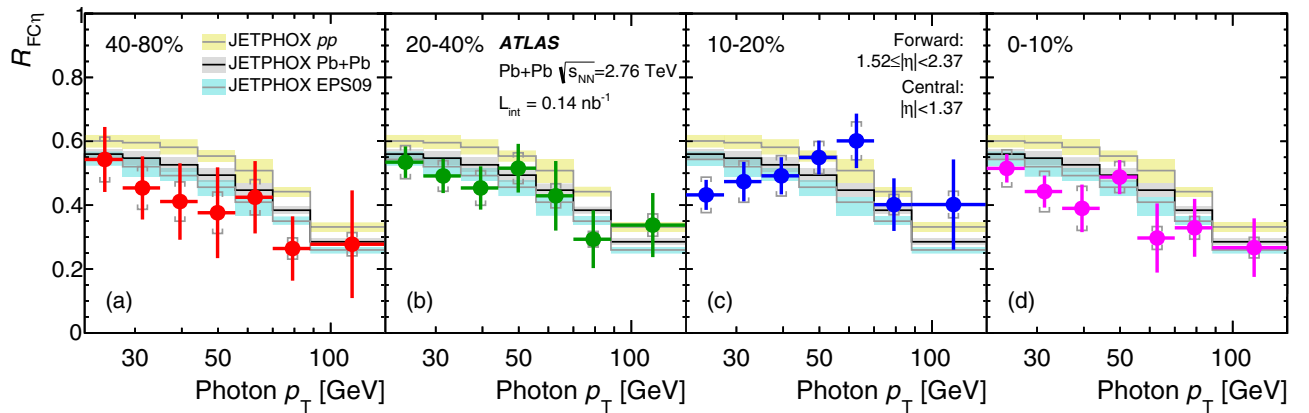 R_FCη
1
0.8
0.6
0.4
0.2
0
40-80%
JETPHOX pp
JETPHOX Pb+Pb
JETPHOX EPS09
(a)
30 50 100
Photon p_T [GeV]
20-40%
ATLAS
Pb+Pb √s_NN=2.76 TeV
L_int = 0.14 nb⁻¹
(b)
30 50 100
Photon p_T [GeV]
10-20%
Forward:
1.52≤|η|<2.37
Central:
|η|<1.37
(c)
30 50 100
Photon p_T [GeV]
0-10%
(d)
30 50 100
Photon p_T [GeV]